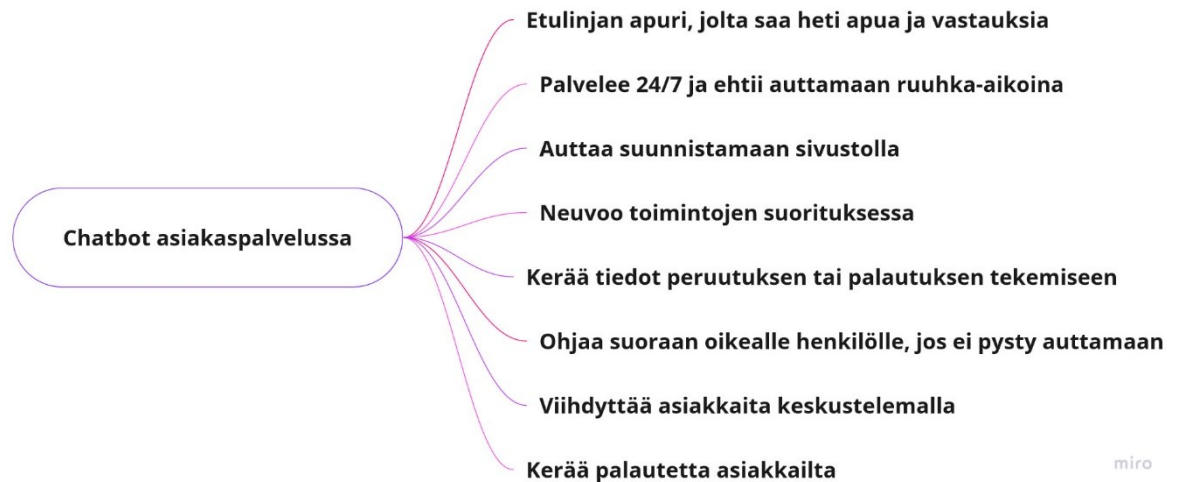 Etulinjan apuri, jolta saa heti apua ja vastauksia
Palvelee 24/7 ja ehtii auttamaan ruuhka-aikoina
Auttaa suunnistamaan sivustolla
Neuvoo toimintojen suorituksessa
Chatbot asiakaspalvelussa
Kerää tiedot peruutuksen tai palautuksen tekemiseen
Ohjaa suoraan oikealle henkilölle, jos ei pysty auttamaan
Viihdyttää asiakkaita keskustelemalla
Kerää palautetta asiakkailta
miro